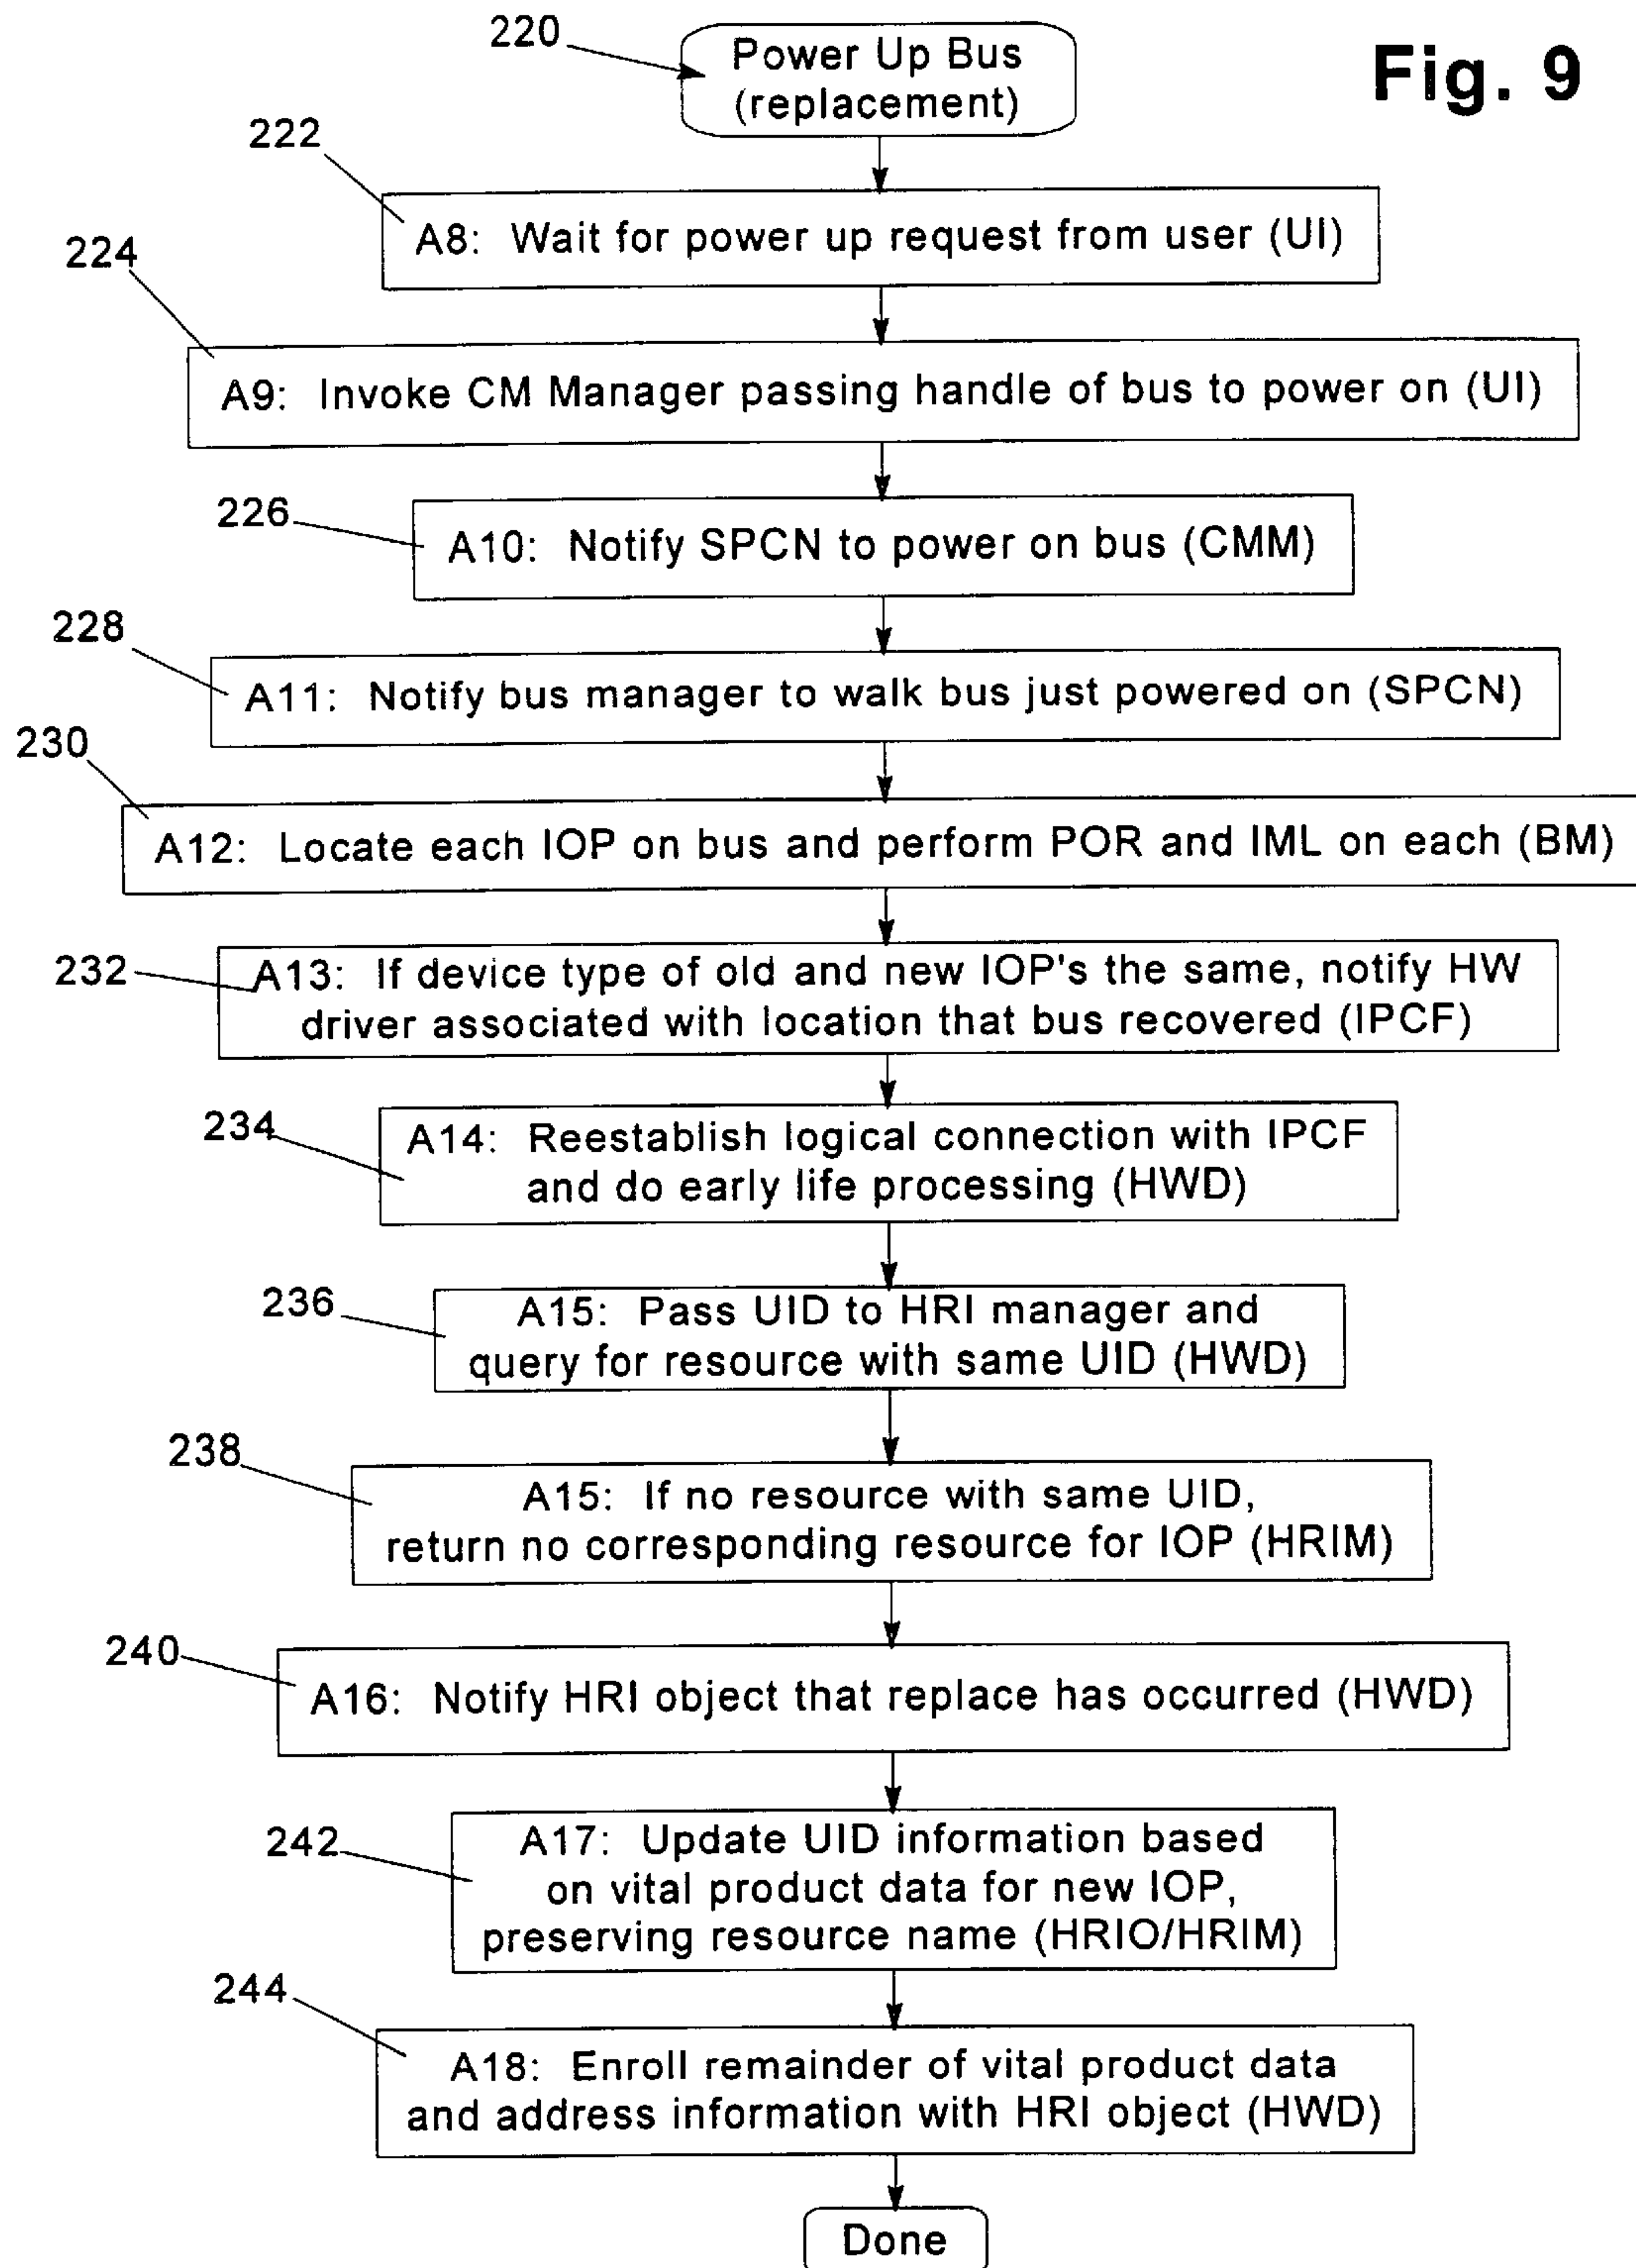 Fig. 9
220
Power Up Bus
(replacement)
222
A8: Wait for power up request from user (UI)
224
A9: Invoke CM Manager passing handle of bus to power on (UI)
226
A10: Notify SPCN to power on bus (CMM)
228
A11: Notify bus manager to walk bus just powered on (SPCN)
230
A12: Locate each IOP on bus and perform POR and IML on each (BM)
232
A13: If device type of old and new IOP's the same, notify HW
driver associated with location that bus recovered (IPCF)
234
A14: Reestablish logical connection with IPCF
and do early life processing (HWD)
236
A15: Pass UID to HRI manager and
query for resource with same UID (HWD)
238
A15: If no resource with same UID,
return no corresponding resource for IOP (HRIM)
240
A16: Notify HRI object that replace has occurred (HWD)
242
A17: Update UID information based
on vital product data for new IOP,
preserving resource name (HRIO/HRIM)
244
A18: Enroll remainder of vital product data
and address information with HRI object (HWD)
Done